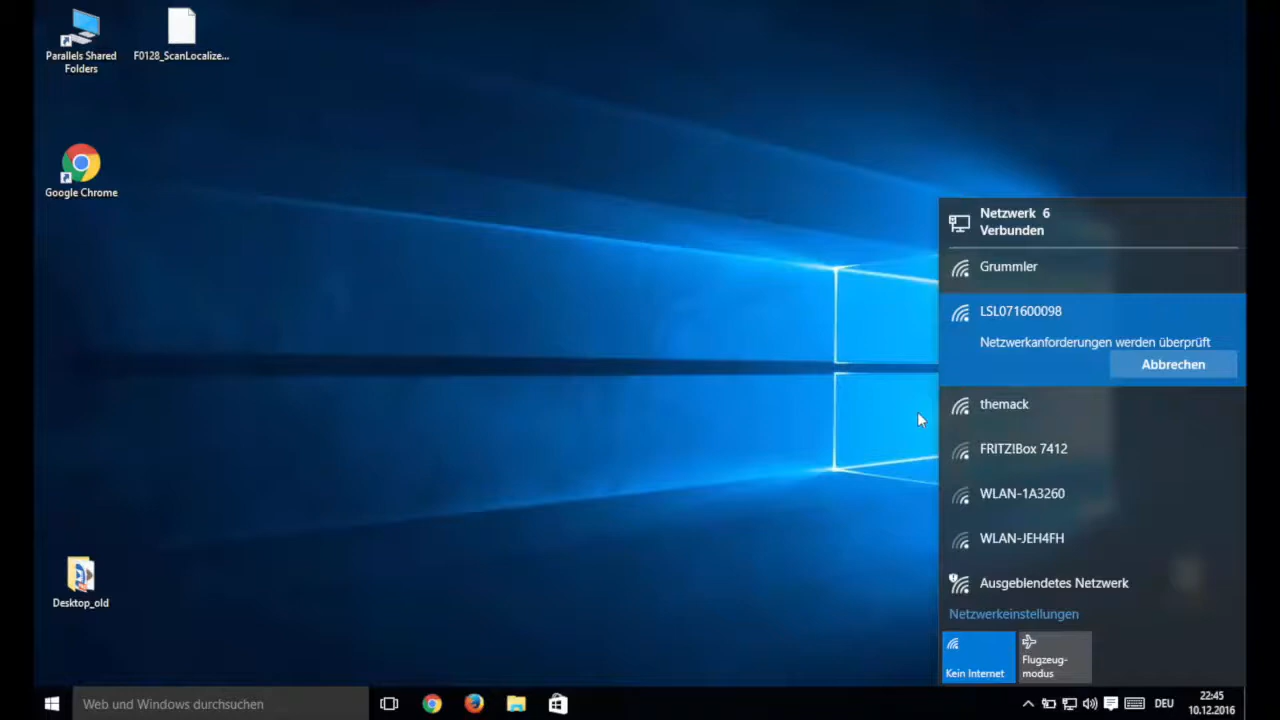 Parallels Shared
Folders
F0128_ScanLocalize...
Google Chrome
Desktop_old
Netzwerk 6
Verbunden
Grummler
LSL071600098
Netzwerkanforderungen werden überprüft
Abbrechen
themack
FRITZ!Box 7412
WLAN-1A3260
WLAN-JEH4FH
Ausgeblendetes Netzwerk
Netzwerkeinstellungen
Kein Internet
Flugzeug-
modus
Web und Windows durchsuchen
DEU
22:45
10.12.2016